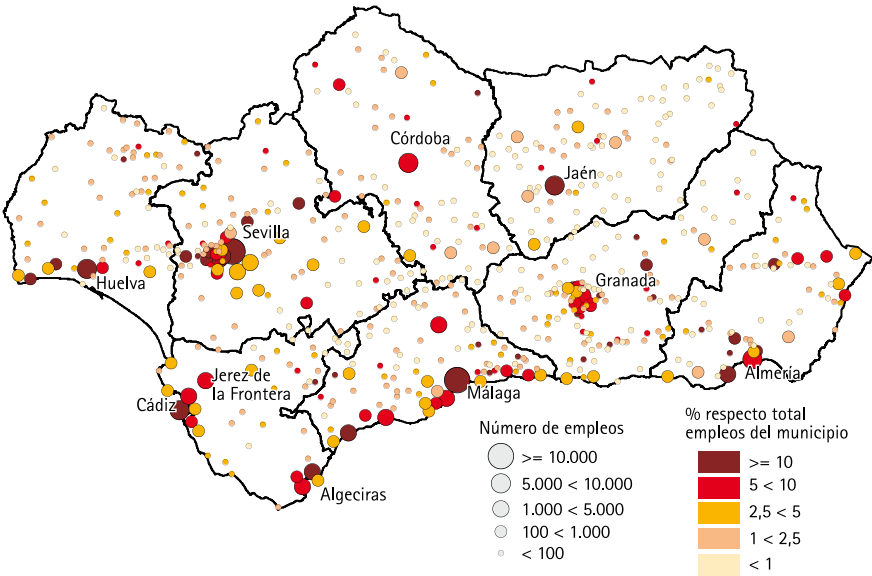 Córdoba
Jaén
Sevilla
Huelva
Granada
Jerez de
la Frontera
Cádiz
Málaga
Almería
Algeciras
Número de empleos
>= 10.000
5.000 < 10.000
1.000 < 5.000
100 < 1.000
< 100
% respecto total
empleos del municipio
>= 10
5 < 10
2,5 < 5
1 < 2,5
< 1